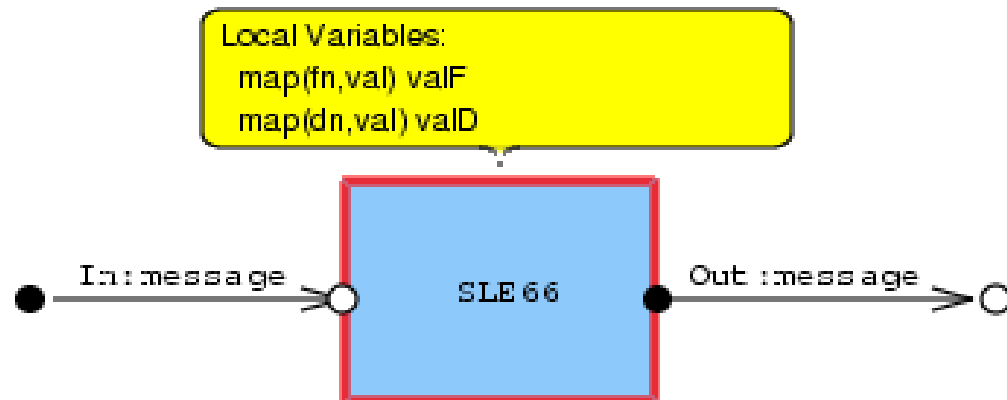 Local Variables:
map(fn,val) valF
map(dn,val) valD
In:message
SLE66
Out:message